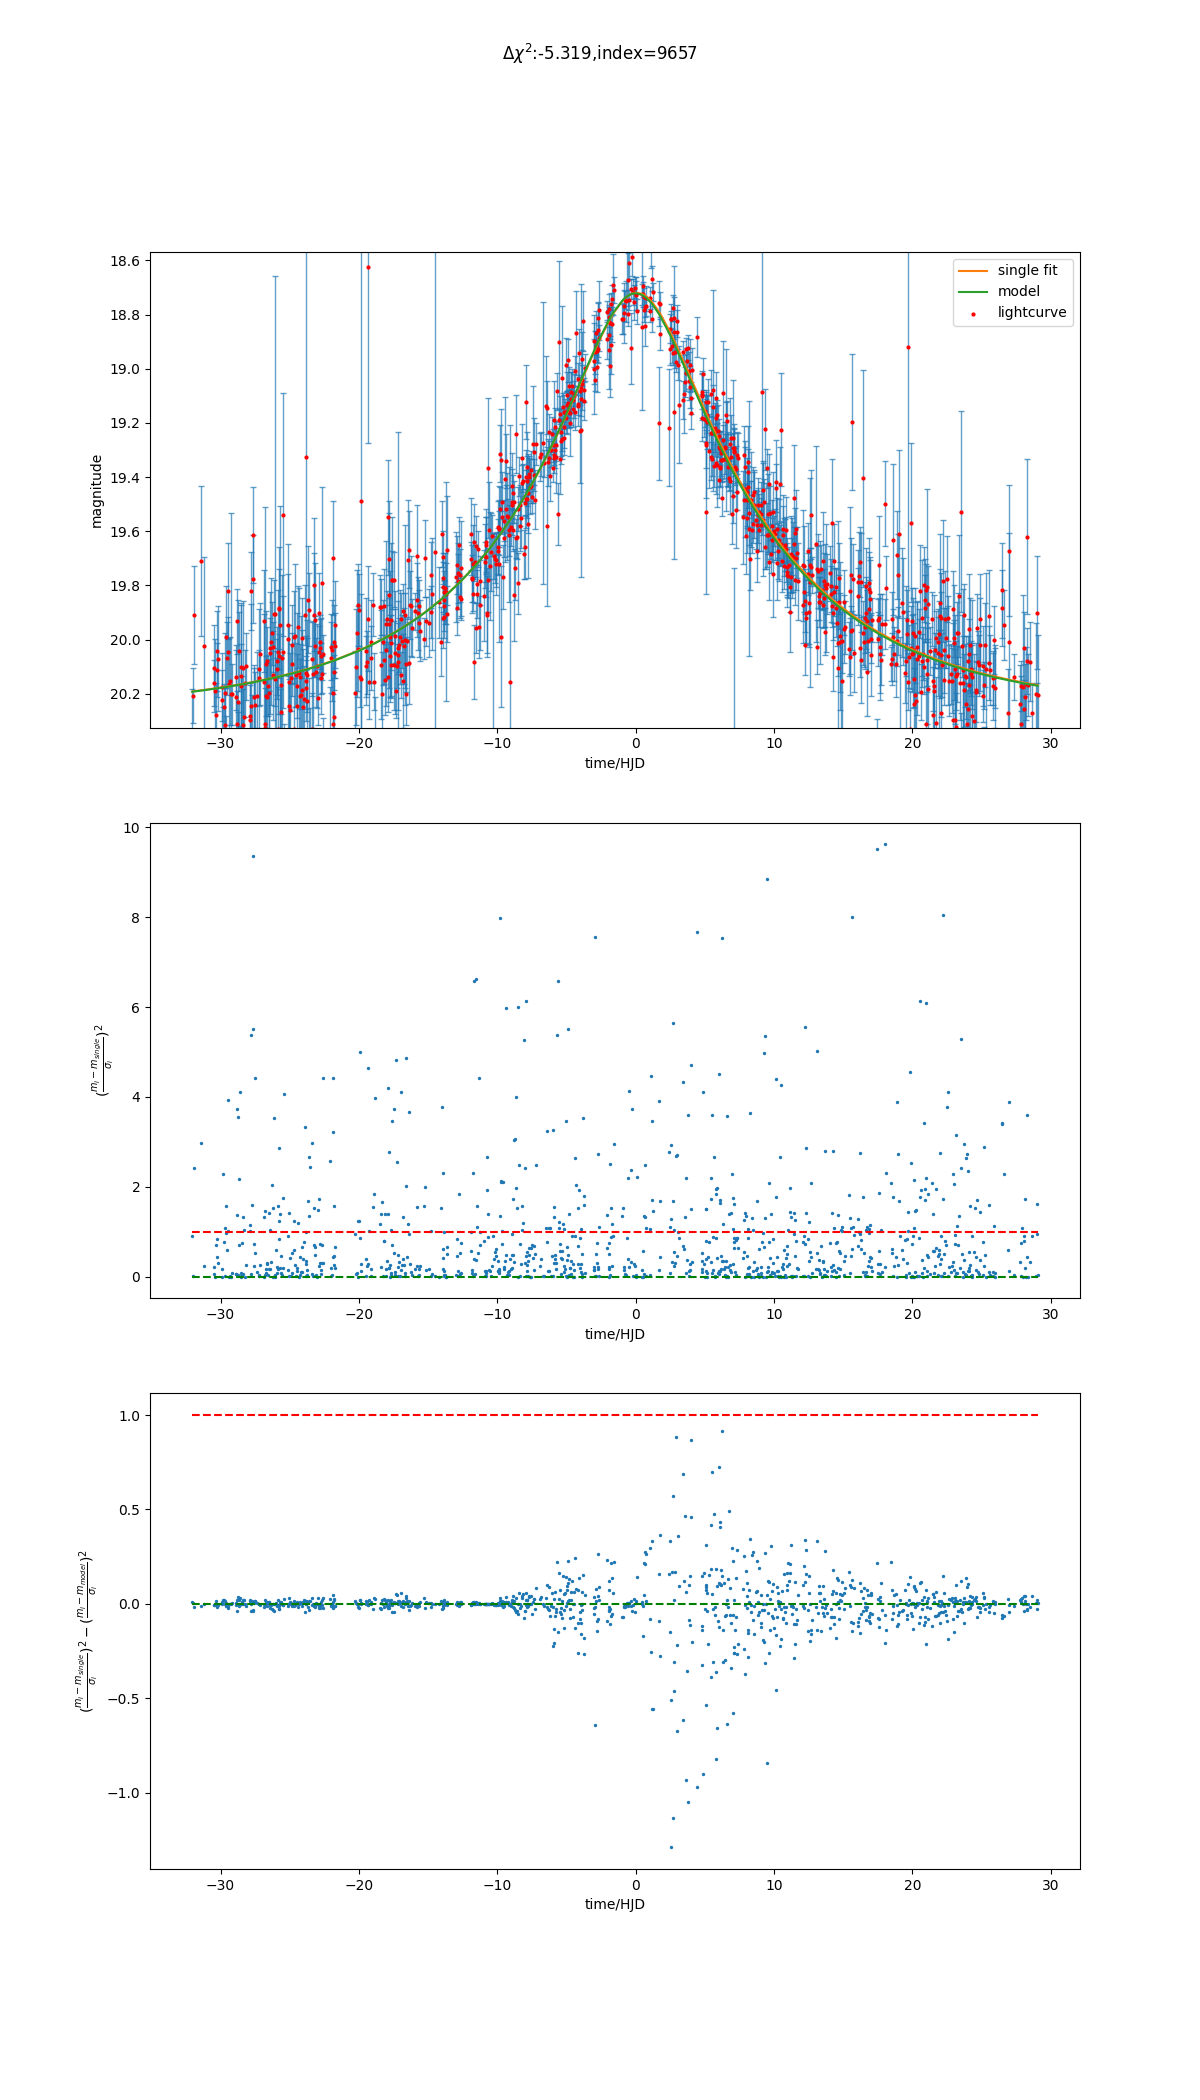 Δχ²:-5.319,index=9657
18.6
18.8
19.0
19.2
19.4
19.6
19.8
20.0
20.2
magnitude
single fit
model
lightcurve
−30 −20 −10 0 10 20 30
time/HJD
10
8
6
4
2
0
(m_i − m_single / σ_i)²
−30 −20 −10 0 10 20 30
time/HJD
1.0
0.5
0.0
−0.5
−1.0
(m_i − m_single / σ_i)² − (m_i − m_model / σ_i)²
−30 −20 −10 0 10 20 30
time/HJD